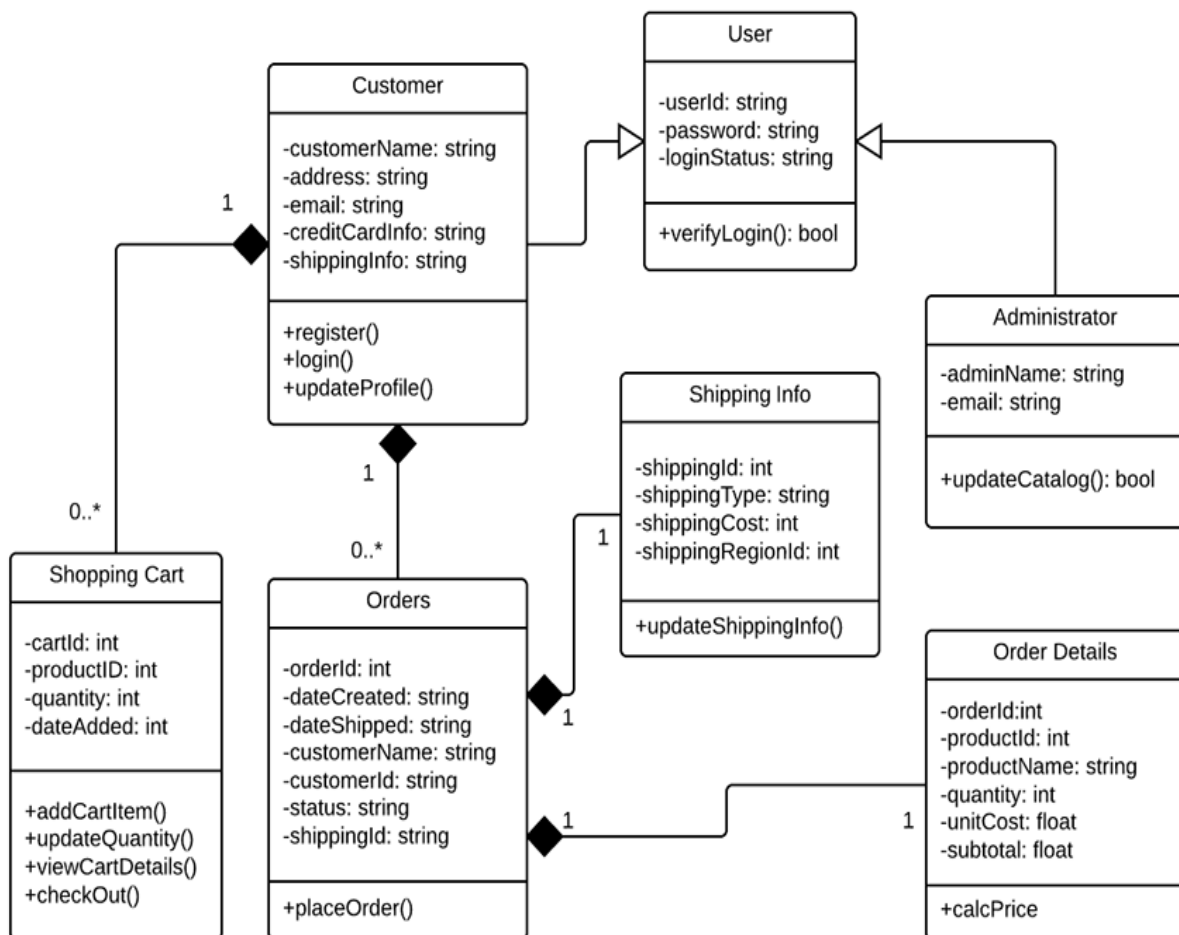 User
-userId: string
-password: string
-loginStatus: string
+verifyLogin(): bool
Customer
-customerName: string
-address: string
-email: string
-creditCardInfo: string
-shippingInfo: string
+register()
+login()
+updateProfile()
1
0..*
1
0..*
Administrator
-adminName: string
-email: string
+updateCatalog(): bool
Shipping Info
-shippingId: int
-shippingType: string
-shippingCost: int
-shippingRegionId: int
+updateShippingInfo()
1
1
Shopping Cart
-cartId: int
-productID: int
-quantity: int
-dateAdded: int
+addCartItem()
+updateQuantity()
+viewCartDetails()
+checkOut()
Orders
-orderId: int
-dateCreated: string
-dateShipped: string
-customerName: string
-customerId: string
-status: string
-shippingId: string
+placeOrder()
1
1
Order Details
-orderId:int
-productId: int
-productName: string
-quantity: int
-unitCost: float
-subtotal: float
+calcPrice